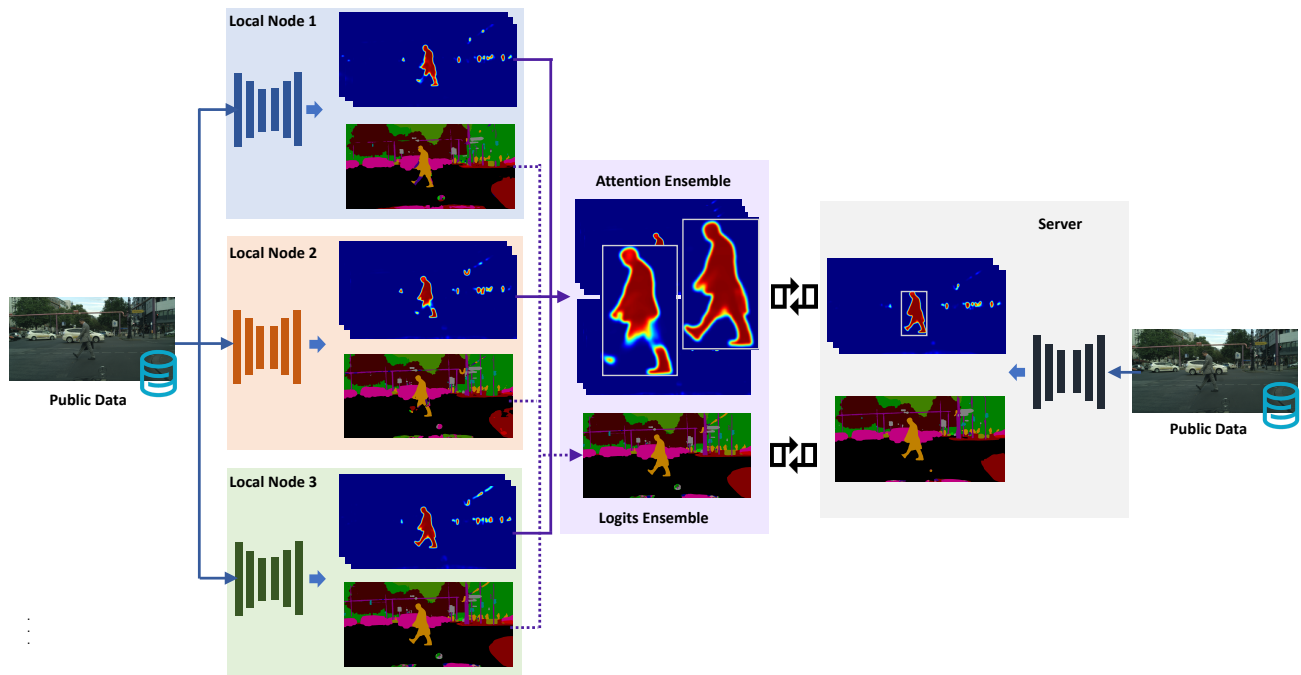 Local Node 1
Attention Ensemble
Server
Local Node 2
Public Data
Public Data
Local Node 3
Logits Ensemble
.
.
.